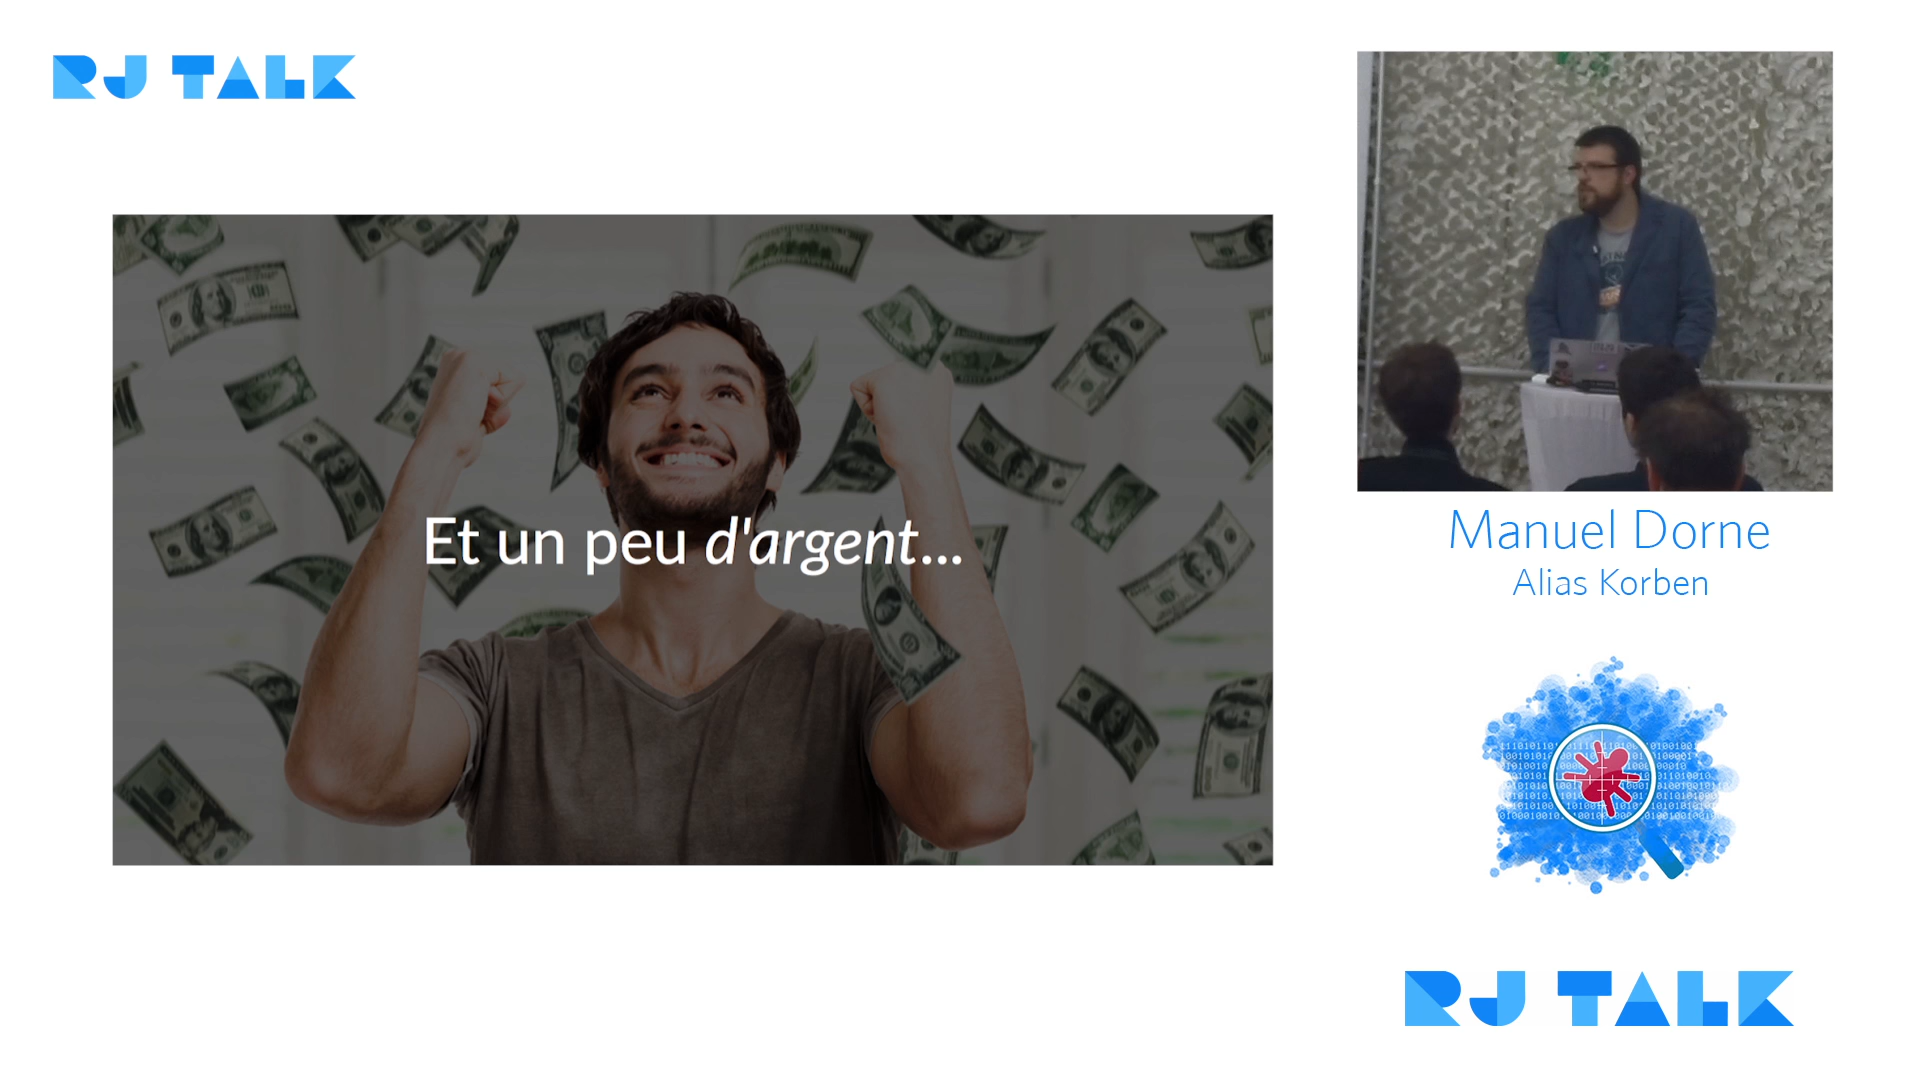 RJ TALK
Et un peu d'argent...
Manuel Dorne
Alias Korben
RJ TALK